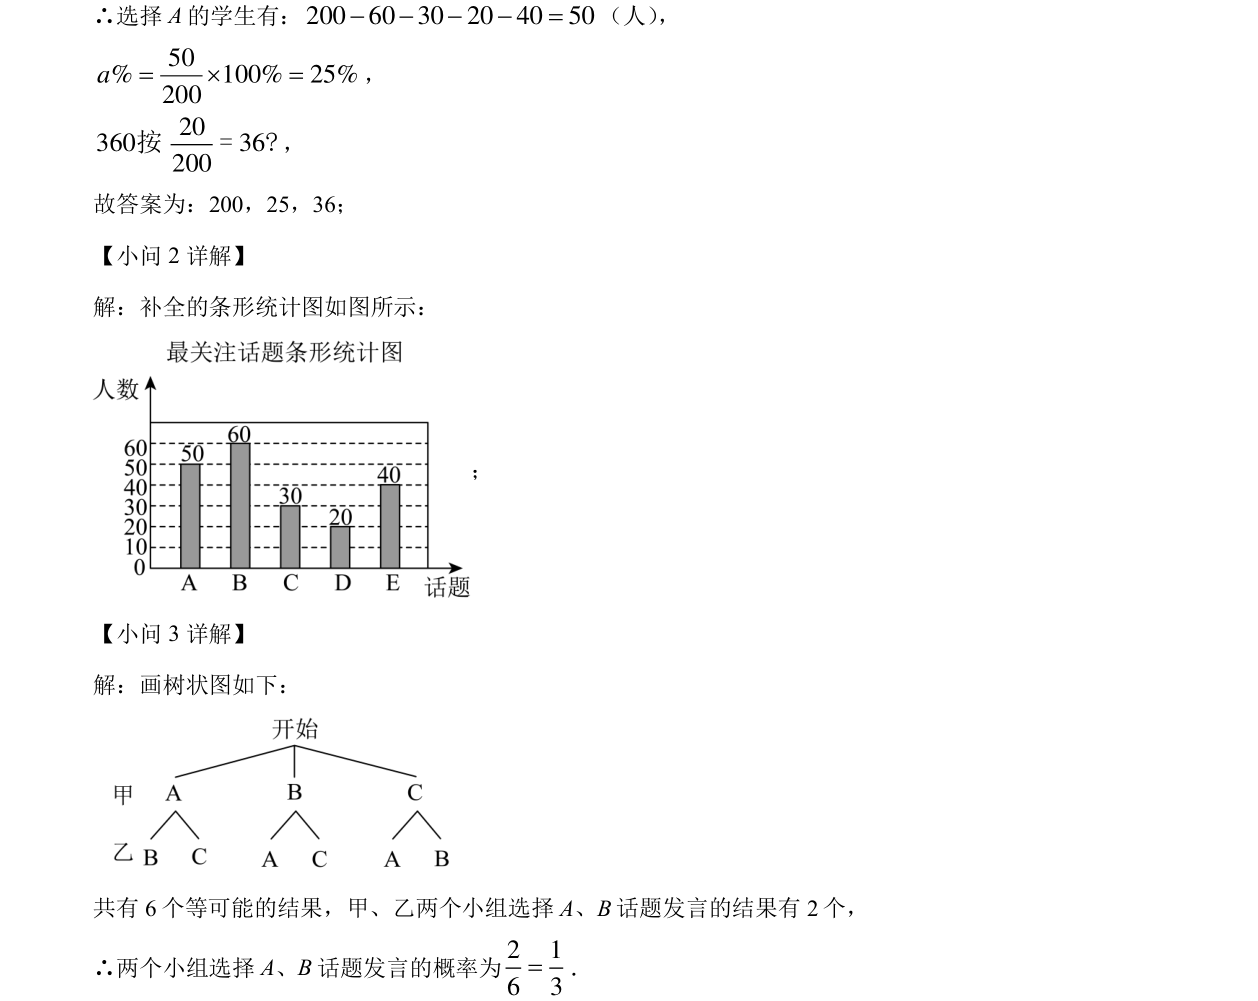 ∴选择 A 的学生有：200－60－30－20－40＝50（人），
a% = 50/200 ×100% = 25%，
360按 20/200 = 36?，
故答案为：200，25，36；
【小问 2 详解】
解：补全的条形统计图如图所示：
最关注话题条形统计图
人数
60
50
40
30
20
10
0
50
60
30
20
40
；
A B C D E 话题
【小问 3 详解】
解：画树状图如下：
开始
甲 A B C
乙 B C A C A B
共有 6 个等可能的结果，甲、乙两个小组选择 A、B 话题发言的结果有 2 个，
∴两个小组选择 A、B 话题发言的概率为 2/6 = 1/3．